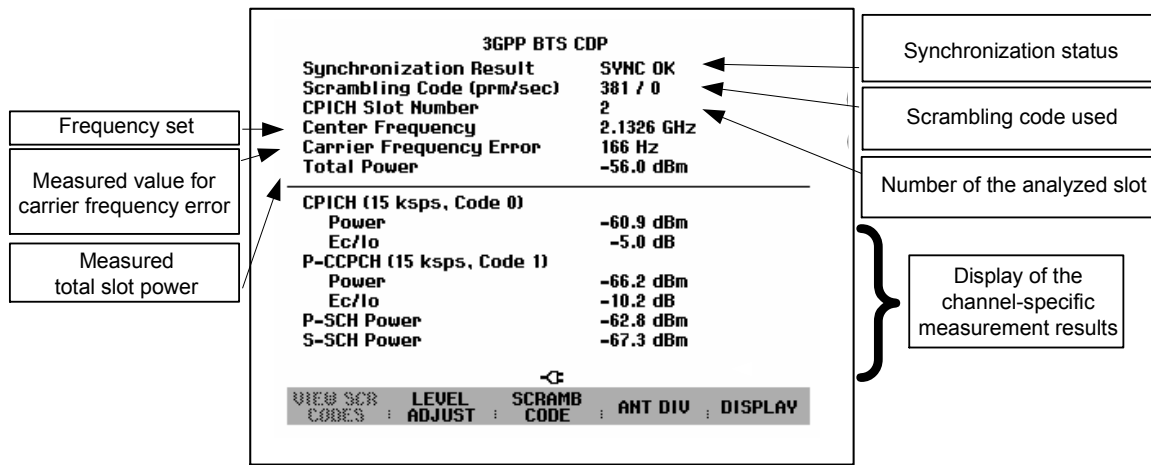 3GPP BTS CDP
Synchronization Result SYNC OK
Scrambling Code (prm/sec) 381 / 0
CPICH Slot Number 2
Center Frequency 2.1326 GHz
Carrier Frequency Error 166 Hz
Total Power -56.0 dBm
CPICH (15 ksps, Code 0)
Power -60.9 dBm
Ec/Io -5.0 dB
P-CCPCH (15 ksps, Code 1)
Power -66.2 dBm
Ec/Io -10.2 dB
P-SCH Power -62.8 dBm
S-SCH Power -67.3 dBm
VIEW SCR CODES
LEVEL ADJUST
SCRAMB CODE
ANT DIV
DISPLAY
Frequency set
Measured value for
carrier frequency error
Measured
total slot power
Synchronization status
Scrambling code used
Number of the analyzed slot
Display of the
channel-specific
measurement results